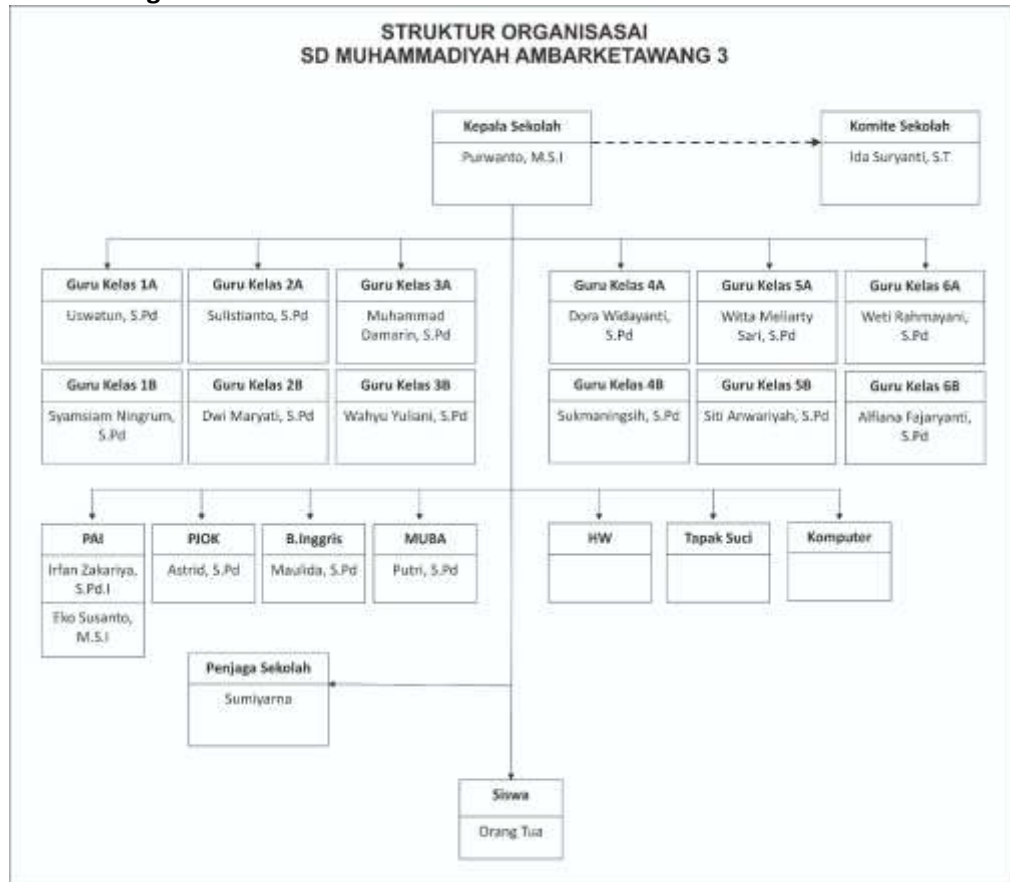 STRUKTUR ORGANISASAI
SD MUHAMMADIYAH AMBARKETAWANG 3
Kepala Sekolah
Purwanto, M.S.I
Komite Sekolah
Ida Suryanti, S.T
Guru Kelas 1A
Uswatun, S.Pd
Guru Kelas 2A
Sulistianto, S.Pd
Guru Kelas 3A
Muhammad
Damarin, S.Pd
Guru Kelas 4A
Dora Widayanti,
S.Pd
Guru Kelas 5A
Witta Meliarty
Sari, S.Pd
Guru Kelas 6A
Weti Rahmayani,
S.Pd
Guru Kelas 1B
Syamsiam Ningrum,
S.Pd
Guru Kelas 2B
Dwi Maryati, S.Pd
Guru Kelas 3B
Wahyu Yuliani, S.Pd
Guru Kelas 4B
Sukmaningsih, S.Pd
Guru Kelas 5B
Siti Anwariyah, S.Pd
Guru Kelas 6B
Alfiana Fajaryanti,
S.Pd
PAI
Irfan Zakariya,
S.Pd.I
Eko Susanto,
M.S.I
PJOK
Astrid, S.Pd
B.Inggris
Maulida, S.Pd
MUBA
Putri, S.Pd
HW
Tapak Suci
Komputer
Penjaga Sekolah
Sumiyarna
Siswa
Orang Tua